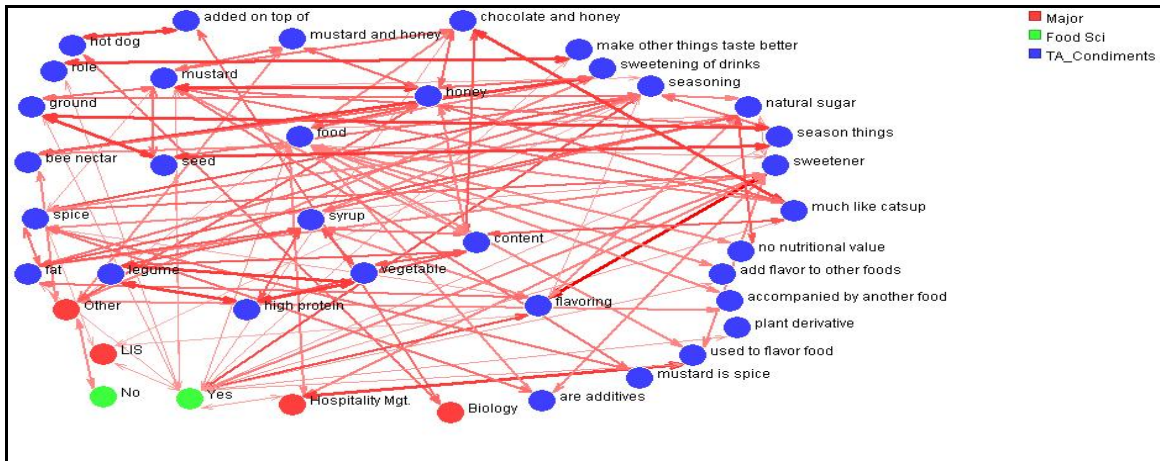 added on top of
chocolate and honey
Major
Food Sci
TA_Condiments
hot dog
mustard and honey
make other things taste better
role
mustard
sweetening of drinks
seasoning
ground
honey
natural sugar
food
season things
bee nectar
seed
sweetener
spice
syrup
much like catsup
content
no nutritional value
fat
legume
vegetable
add flavor to other foods
Other
high protein
flavoring
accompanied by another food
plant derivative
LIS
used to flavor food
mustard is spice
No
Yes
Hospitality Mgt.
Biology
are additives